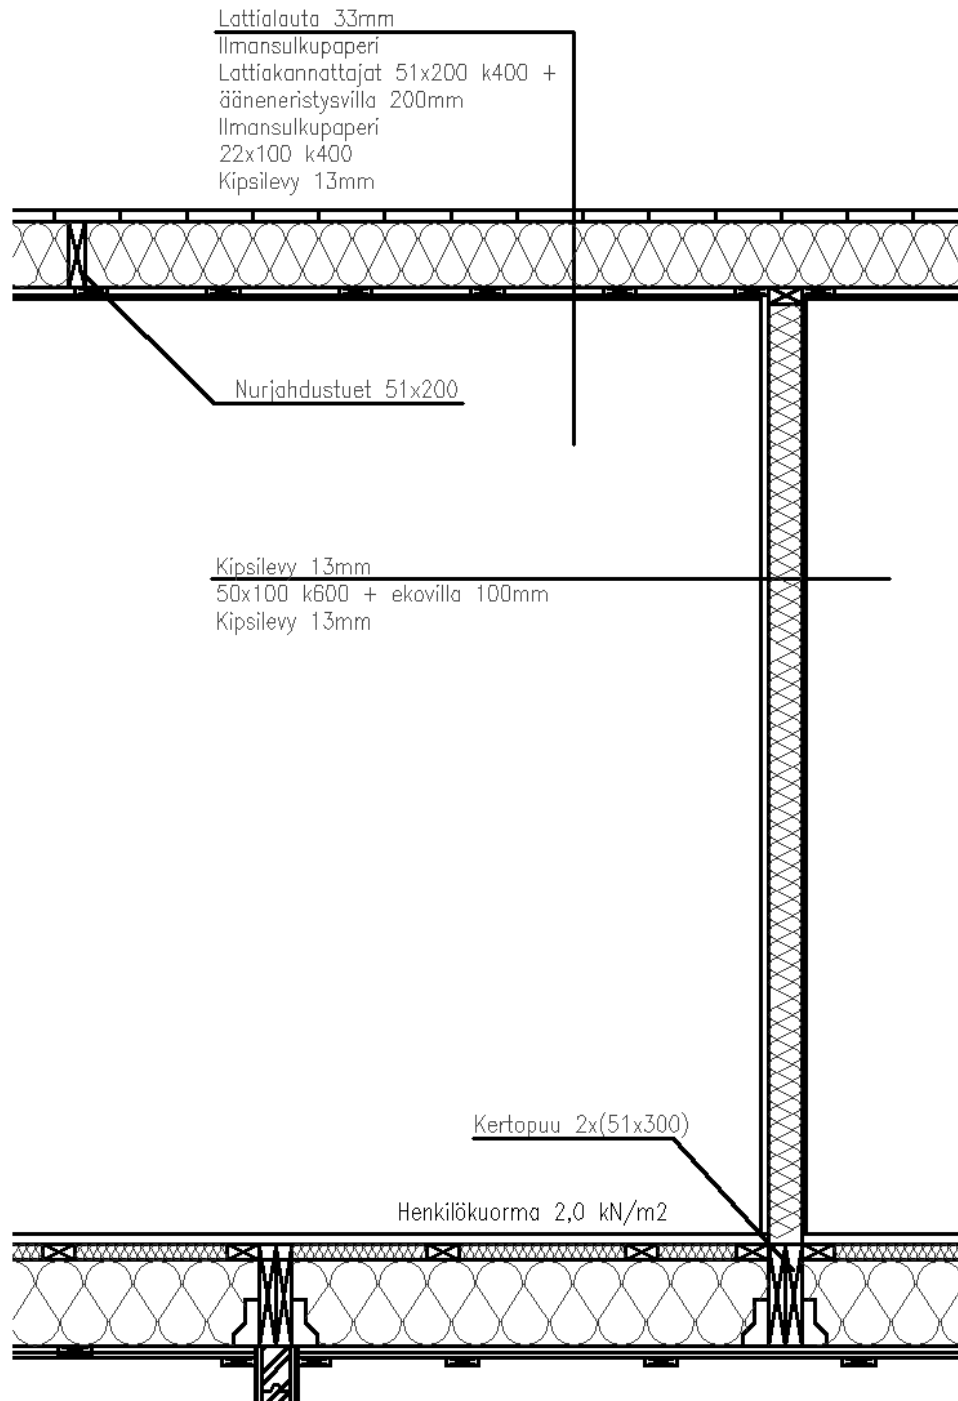 Lattialauta 33mm
Ilmansulkupaperi
Lattiakannattajat 51x200 k400 +
ääneneristysvilla 200mm
Ilmansulkupaperi
22x100 k400
Kipsilevy 13mm
Nurjahdustuet 51x200
Kipsilevy 13mm
50x100 k600 + ekovilla 100mm
Kipsilevy 13mm
Kertopuu 2x(51x300)
Henkilökuorma 2,0 kN/m2